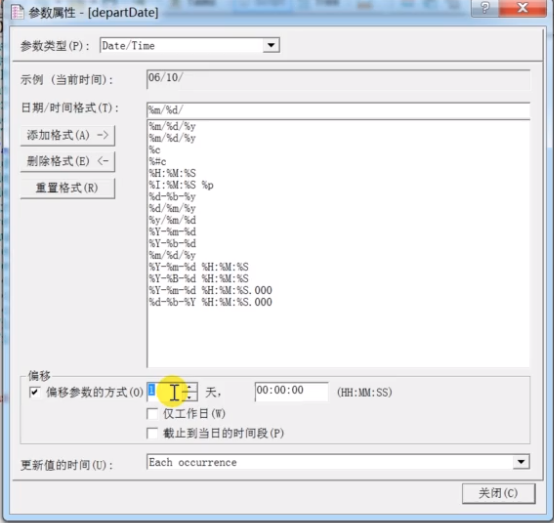 参数属性 - [departDate]
参数类型(P): Date/Time
示例 (当前时间): 06/10/
日期/时间格式(T): %m/%d/
添加格式(A) ->
删除格式(E) <-
重置格式(R)
%m/%d/%y
%m/%d/%y
%c
%#c
%H:%M:%S
%I:%M:%S %p
%d-%b-%y
%d/%m/%y
%y/%m/%d
%Y-%m-%d
%Y-%b-%d
%m/%d/%y
%Y-%m-%d %H:%M:%S
%Y-%B-%d %H:%M:%S
%Y-%m-%d %H:%M:%S.000
%d-%b-%Y %H:%M:%S.000
偏移
偏移参数的方式(O) 1 天, 00:00:00 (HH:MM:SS)
仅工作日(W)
截止到当日的时间段(P)
更新值的时间(U): Each occurrence
关闭(C)